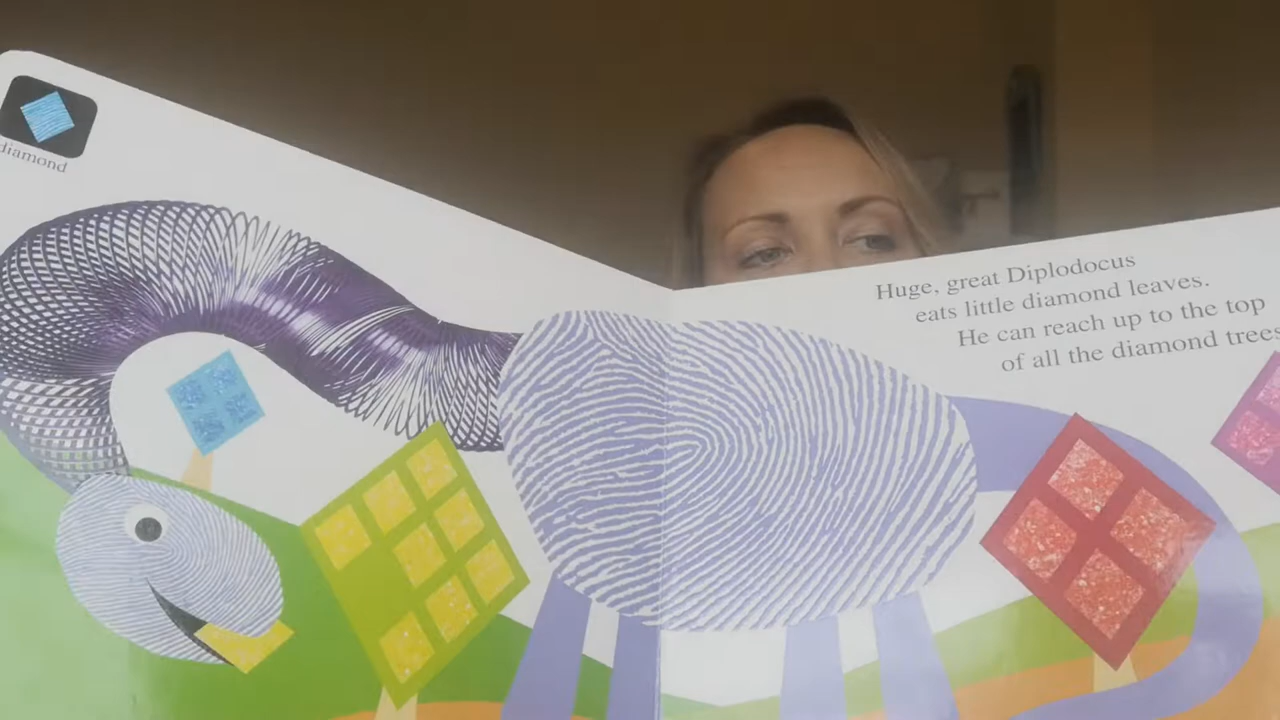 diamond
Huge, great Diplodocus
eats little diamond leaves.
He can reach up to the top
of all the diamond trees